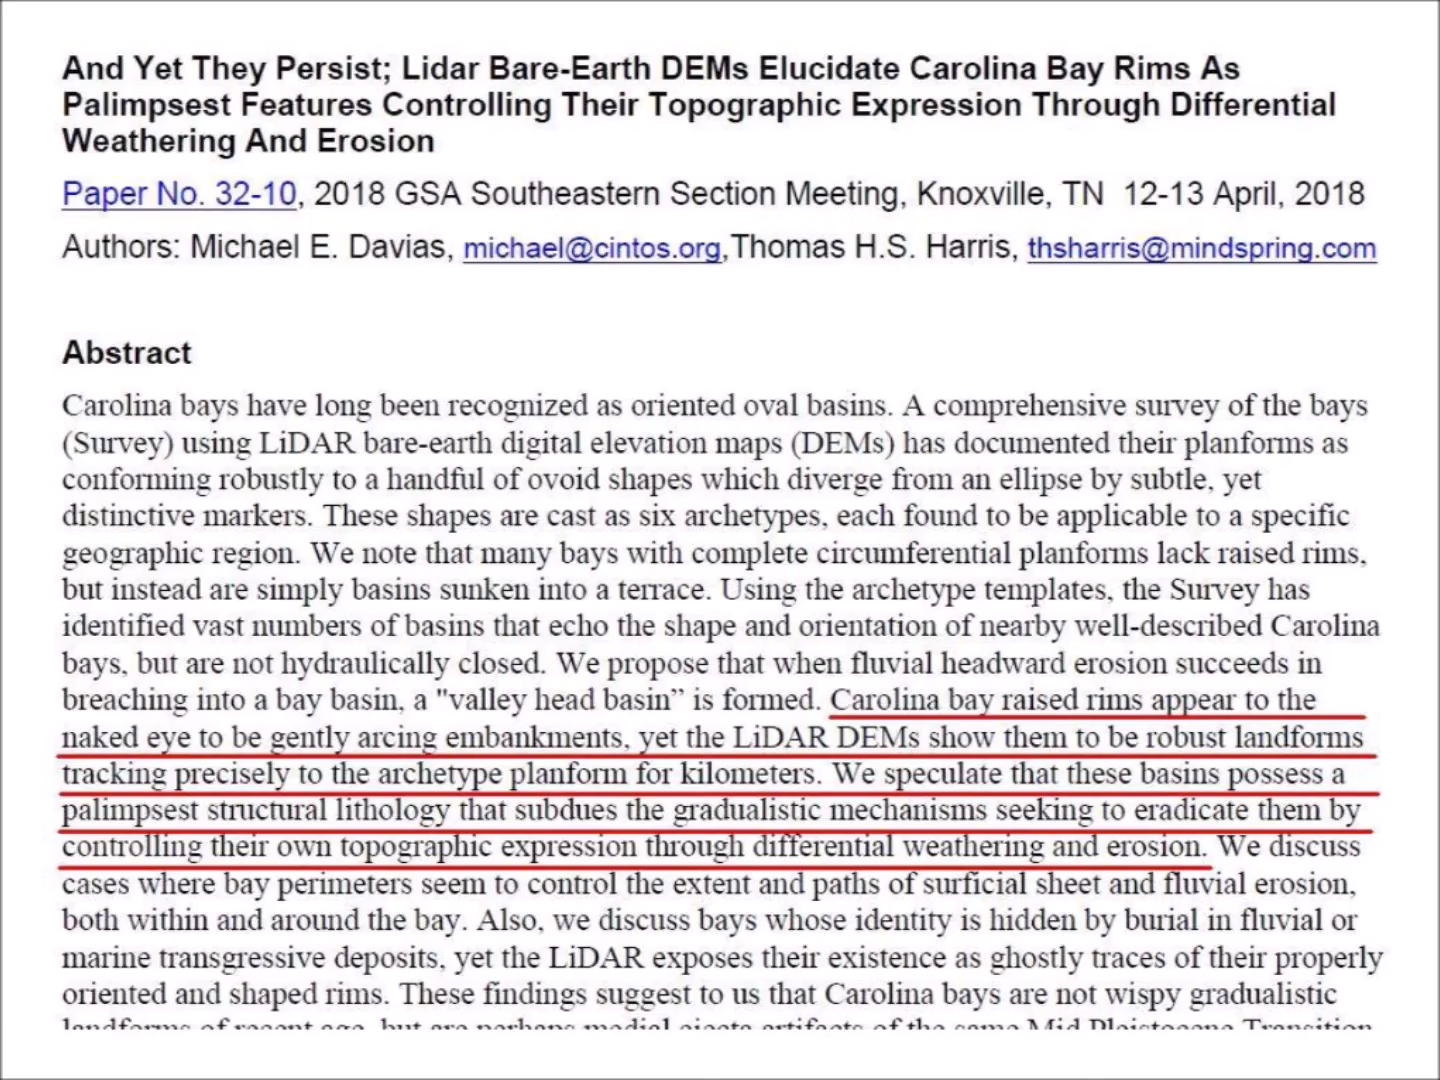 And Yet They Persist; Lidar Bare-Earth DEMs Elucidate Carolina Bay Rims As
Palimpsest Features Controlling Their Topographic Expression Through Differential
Weathering And Erosion
Paper No. 32-10, 2018 GSA Southeastern Section Meeting, Knoxville, TN 12-13 April, 2018
Authors: Michael E. Davias, michael@cintos.org,Thomas H.S. Harris, thsharris@mindspring.com
Abstract
Carolina bays have long been recognized as oriented oval basins. A comprehensive survey of the bays
(Survey) using LiDAR bare-earth digital elevation maps (DEMs) has documented their planforms as
conforming robustly to a handful of ovoid shapes which diverge from an ellipse by subtle, yet
distinctive markers. These shapes are cast as six archetypes, each found to be applicable to a specific
geographic region. We note that many bays with complete circumferential planforms lack raised rims,
but instead are simply basins sunken into a terrace. Using the archetype templates, the Survey has
identified vast numbers of basins that echo the shape and orientation of nearby well-described Carolina
bays, but are not hydraulically closed. We propose that when fluvial headward erosion succeeds in
breaching into a bay basin, a "valley head basin” is formed. Carolina bay raised rims appear to the
naked eye to be gently arcing embankments, yet the LiDAR DEMs show them to be robust landforms
tracking precisely to the archetype planform for kilometers. We speculate that these basins possess a
palimpsest structural lithology that subdues the gradualistic mechanisms seeking to eradicate them by
controlling their own topographic expression through differential weathering and erosion. We discuss
cases where bay perimeters seem to control the extent and paths of surficial sheet and fluvial erosion,
both within and around the bay. Also, we discuss bays whose identity is hidden by burial in fluvial or
marine transgressive deposits, yet the LiDAR exposes their existence as ghostly traces of their properly
oriented and shaped rims. These findings suggest to us that Carolina bays are not wispy gradualistic
landforms of recent age, but are perhaps medial ejecta artifacts of the same Mid Pleistocene Transition